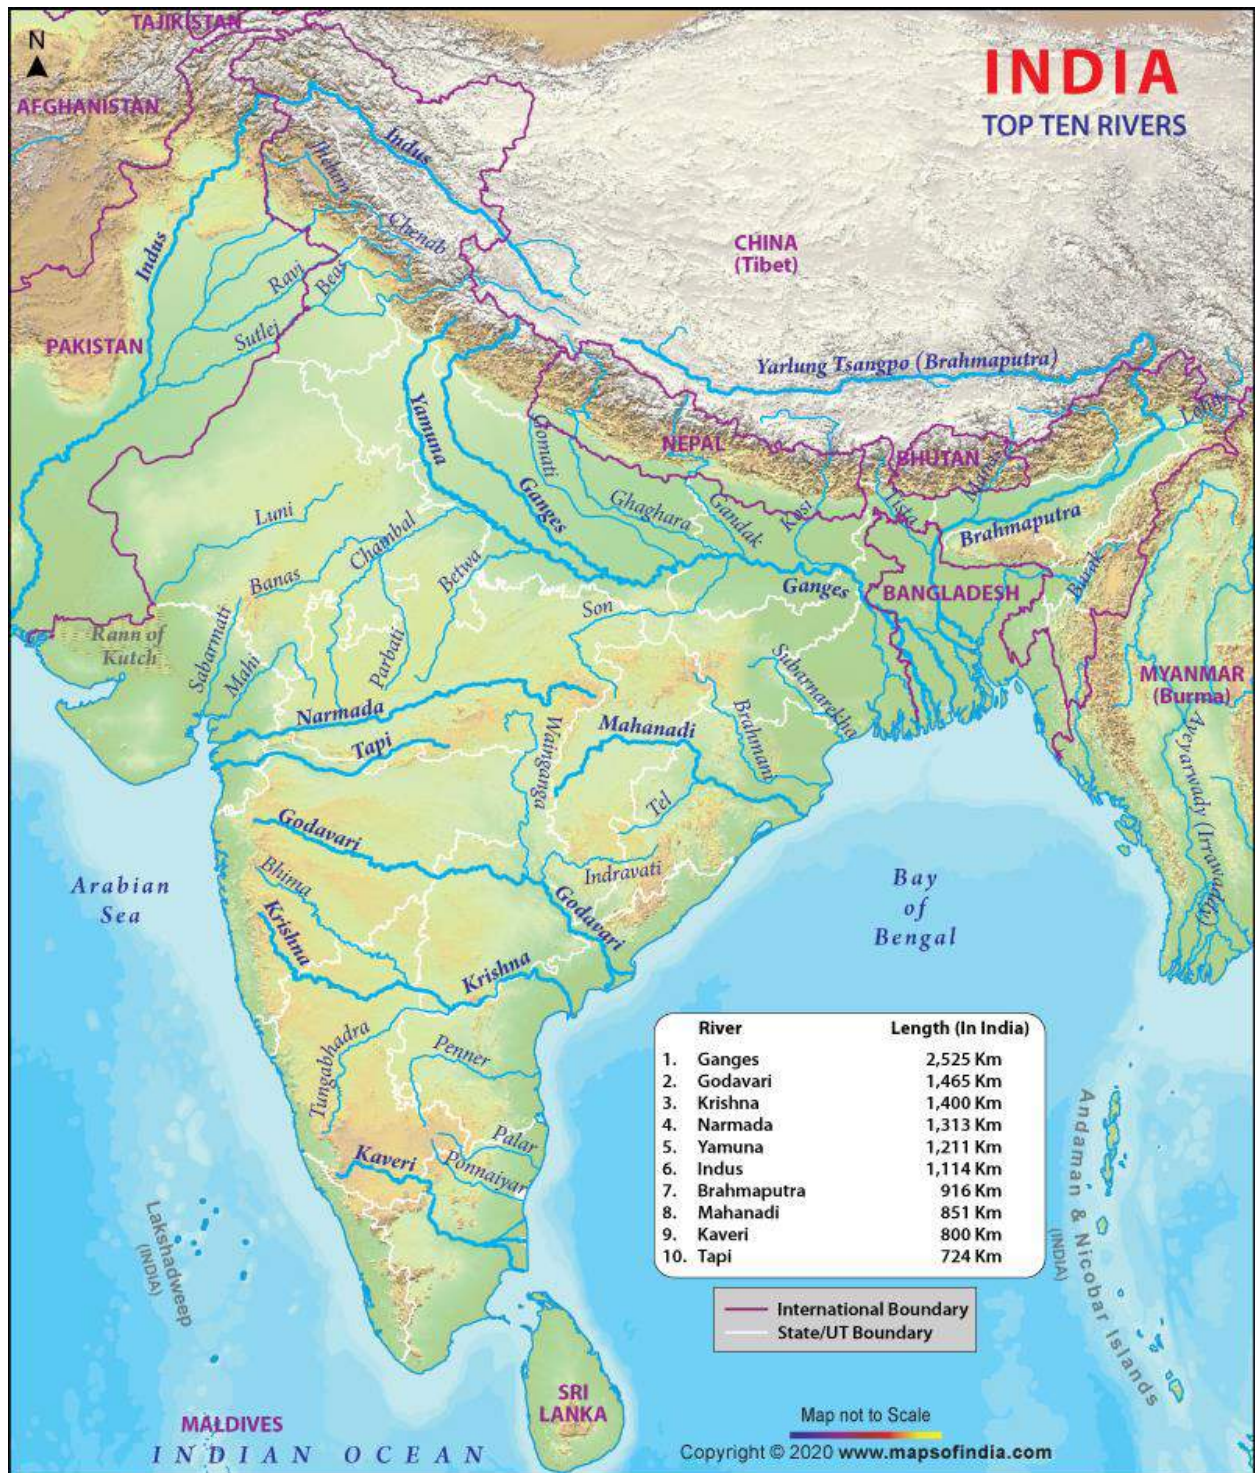 TAJIKISTAN
N
AFGHANISTAN
INDIA
TOP TEN RIVERS
Indus
Jhelum
Chenab
Indus
CHINA
(Tibet)
Ravi
Beas
Sutlej
PAKISTAN
Yarlung Tsangpo (Brahmaputra)
Yamuna
Gomati
NEPAL
BHUTAN
Manas
Ganges
Luni
Ghaghara
Gandak
Kosi
Tista
Brahmaputra
Chambal
Banas
Betwa
Ganges
BANGLADESH
Barak
Son
Rann of
Kutch
Sabarmati
Mahi
Parbati
Subarnarekha
MYANMAR
(Burma)
Narmada
Tapi
Wainganga
Mahanadi
Brahmani
Ayeyarwady (Irrawaddy)
Tel
Godavari
Bhima
Indravati
Arabian
Sea
Bay
of
Bengal
Godavari
Krishna
Krishna
Tungabhadra
Penner
Palar
Ponnaiyar
Kaveri
River Length (In India)
1. Ganges 2,525 Km
2. Godavari 1,465 Km
3. Krishna 1,400 Km
4. Narmada 1,313 Km
5. Yamuna 1,211 Km
6. Indus 1,114 Km
7. Brahmaputra 916 Km
8. Mahanadi 851 Km
9. Kaveri 800 Km
10. Tapi 724 Km
Andaman & Nicobar Islands
(INDIA)
Lakshadweep
(INDIA)
International Boundary
State/UT Boundary
SRI
LANKA
MALDIVES
INDIAN OCEAN
Map not to Scale
Copyright © 2020 www.mapsofindia.com